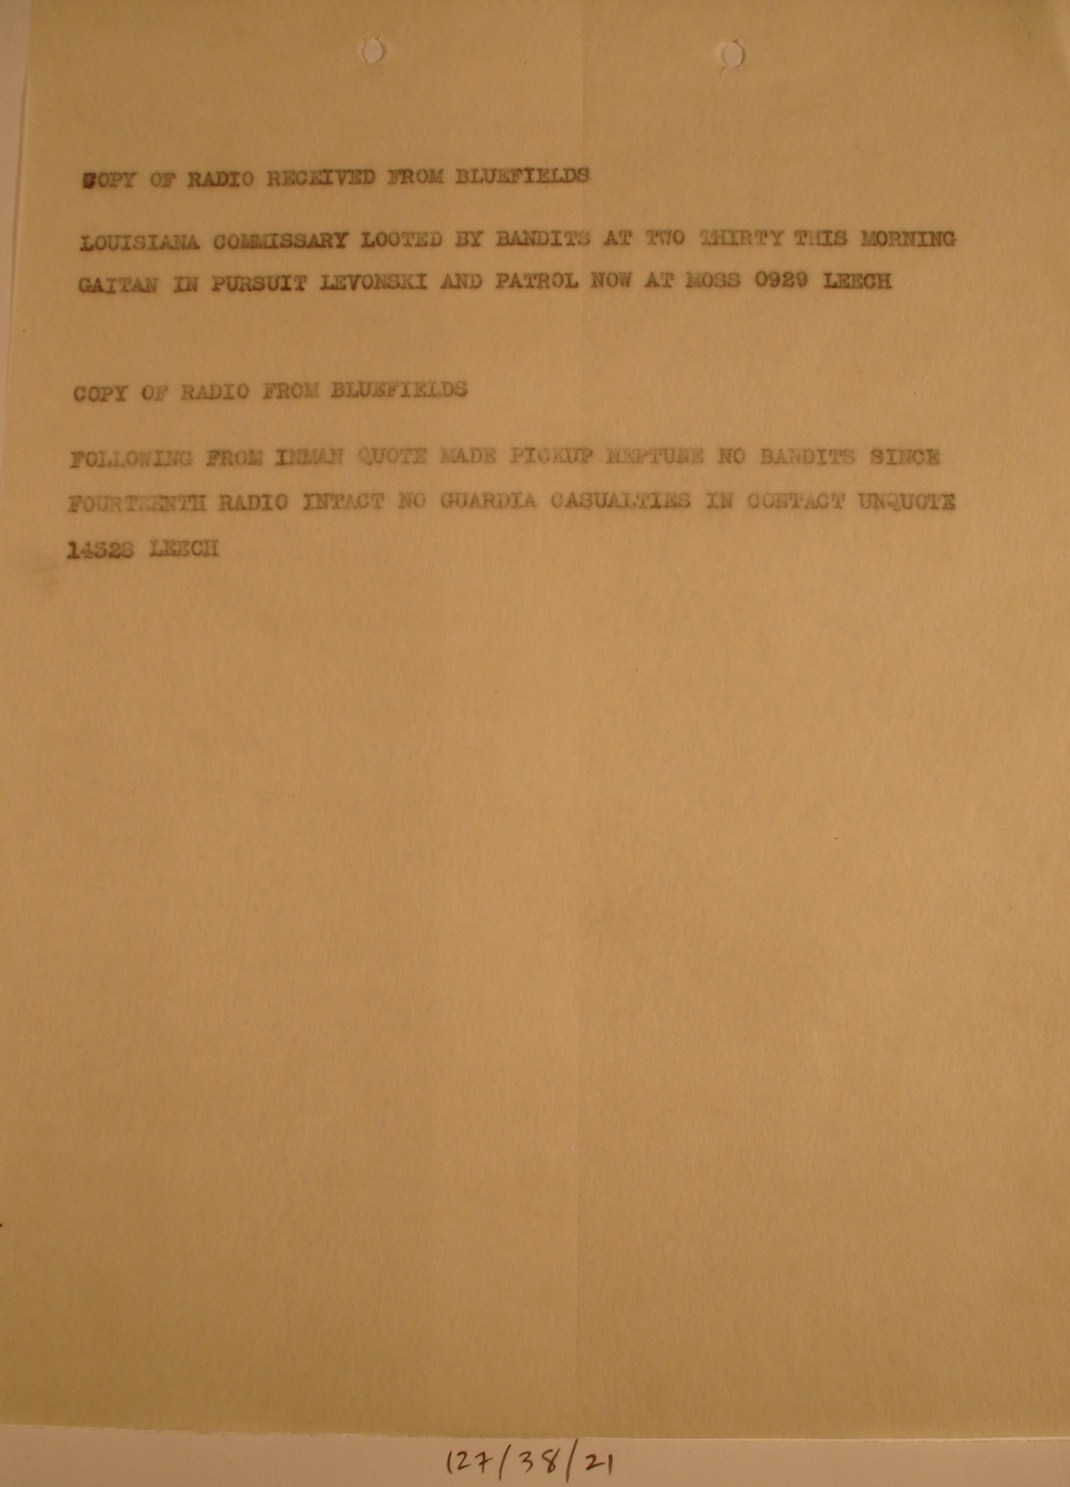 COPY OF RADIO RECEIVED FROM BLUEFIELDS
LOUISIANA COMMISSARY LOOTED BY BANDITS AT TWO THIRTY THIS MORNING
GAITAN IN PURSUIT LEVONSKI AND PATROL NOW AT MOSS 0929 LEECH
COPY OF RADIO FROM BLUEFIELDS
FOLLOWING FROM INMAN QUOTE MADE PICKUP NEPTUNE NO BANDITS SINCE
FOURTEENTH RADIO INTACT NO GUARDIA CASUALTIES IN CONTACT UNQUOTE
LEECH
127/38/21